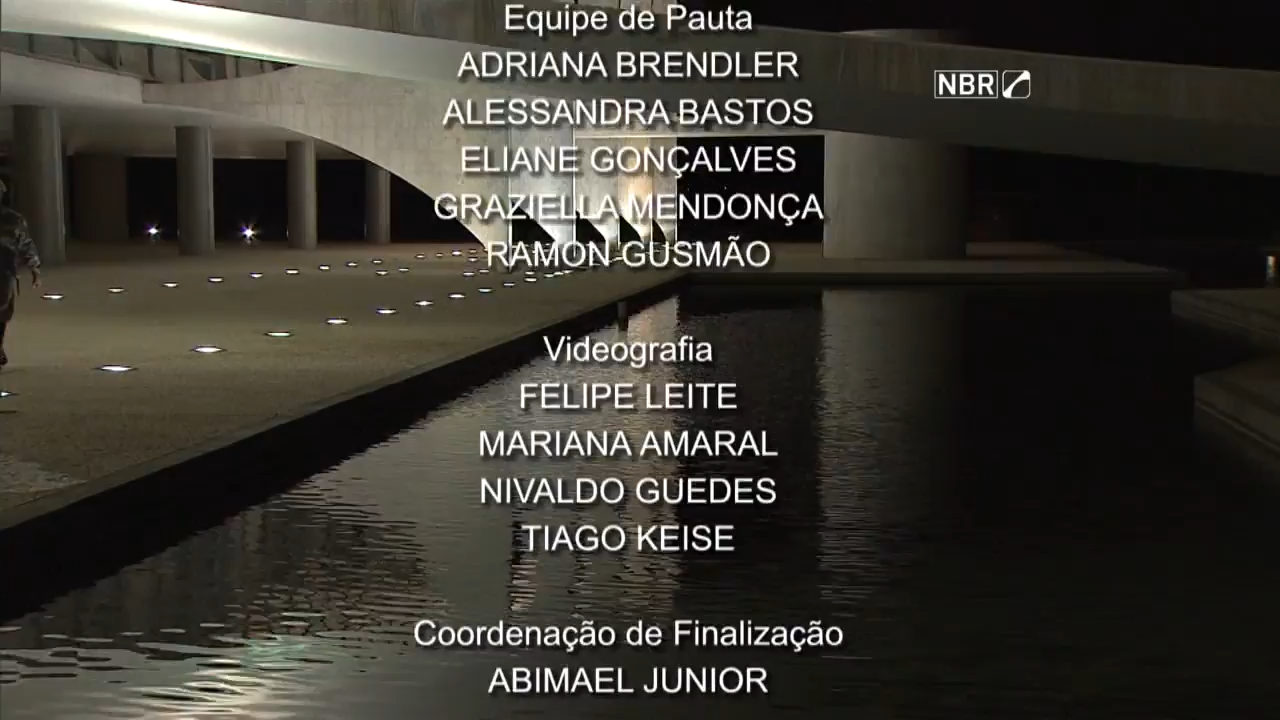 Equipe de Pauta
ADRIANA BRENDLER
NBR
ALESSANDRA BASTOS
ELIANE GONÇALVES
GRAZIELLA MENDONÇA
RAMON GUSMÃO
Videografia
FELIPE LEITE
MARIANA AMARAL
NIVALDO GUEDES
TIAGO KEISE
Coordenação de Finalização
ABIMAEL JUNIOR